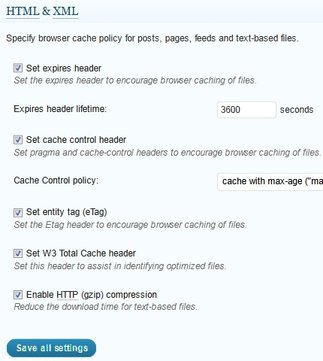 HTML & XML
Specify browser cache policy for posts, pages, feeds and text-based files.
Set expires header
Set the expires header to encourage browser caching of files.
Expires header lifetime: 3600 seconds
Set cache control header
Set pragma and cache-control headers to encourage browser caching of files.
Cache Control policy: cache with max-age ("ma
Set entity tag (eTag)
Set the Etag header to encourage browser caching of files.
Set W3 Total Cache header
Set this header to assist in identifying optimized files.
Enable HTTP (gzip) compression
Reduce the download time for text-based files.
Save all settings